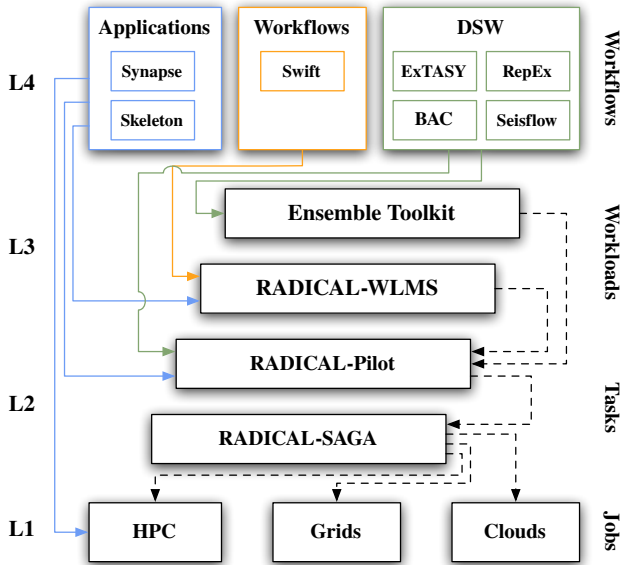 Applications
Workflows
DSW
Synapse
Swift
ExTASY
RepEx
Skeleton
BAC
Seisflow
L4
Workflows
Ensemble Toolkit
L3
Workloads
RADICAL-WLMS
RADICAL-Pilot
L2
Tasks
RADICAL-SAGA
L1
HPC
Grids
Clouds
Jobs